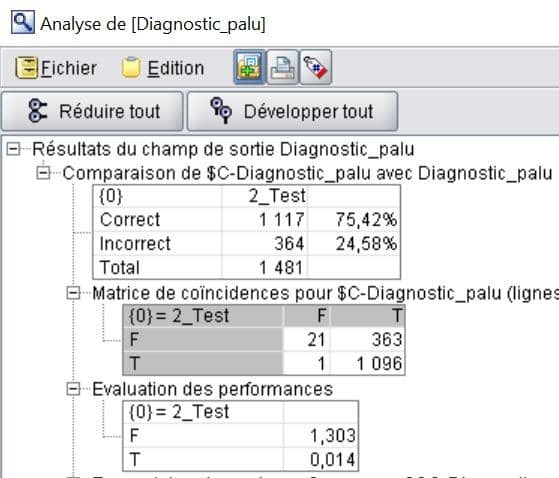 Analyse de [Diagnostic_palu]
Fichier Edition
Réduire tout Développer tout
Résultats du champ de sortie Diagnostic_palu
Comparaison de $C-Diagnostic_palu avec Diagnostic_palu
{0} 2_Test
Correct 1 117 75,42%
Incorrect 364 24,58%
Total 1 481
Matrice de coïncidences pour $C-Diagnostic_palu (lignes
{0}= 2_Test F T
F 21 363
T 1 1 096
Evaluation des performances
{0}= 2_Test
F 1,303
T 0,014